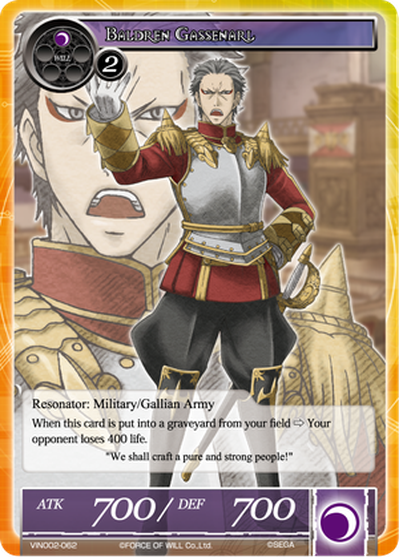 Baldren Gassenarl
WILL
2
Resonator: Military/Gallian Army
When this card is put into a graveyard from your field ⇨ Your
opponent loses 400 life.
"We shall craft a pure and strong people!"
ATK 700 / DEF 700
VIN002-062 ©FORCE OF WILL Co.,Ltd. ©SEGA